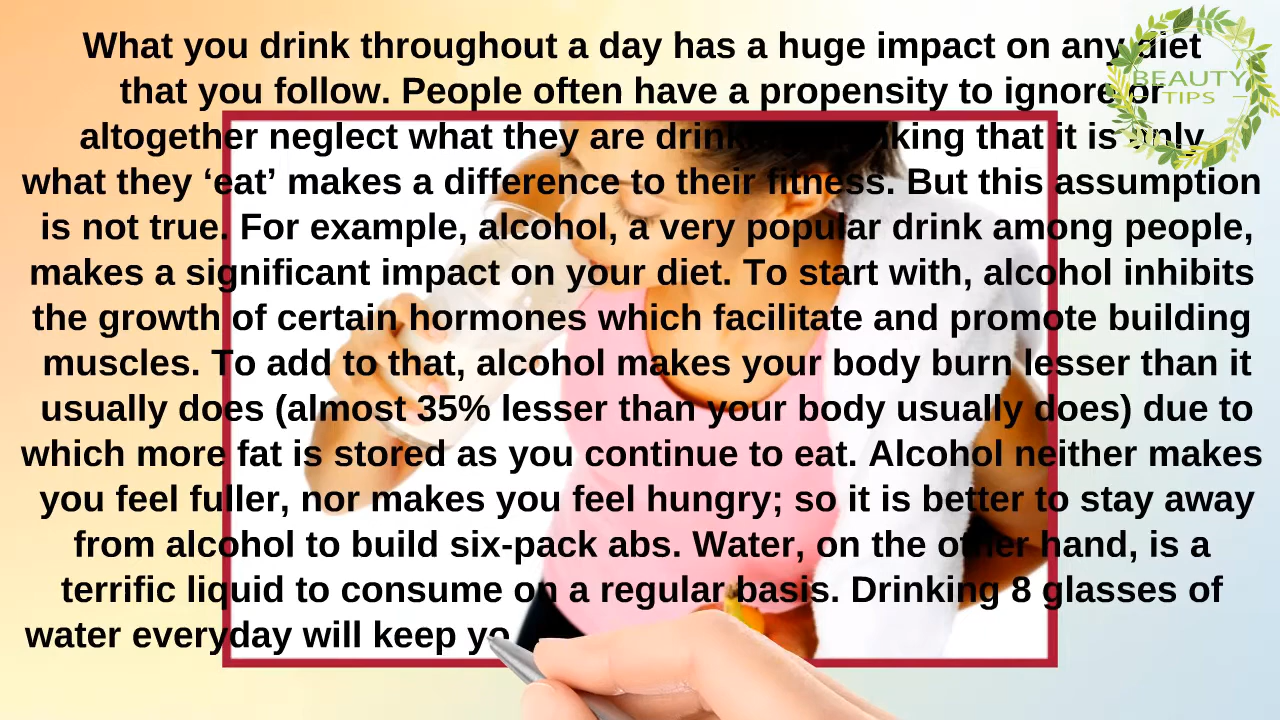 What you drink throughout a day has a huge impact on any diet
that you follow. People often have a propensity to ignore or
altogether neglect what they are drinking thinking that it is only
what they ‘eat’ makes a difference to their fitness. But this assumption
is not true. For example, alcohol, a very popular drink among people,
makes a significant impact on your diet. To start with, alcohol inhibits
the growth of certain hormones which facilitate and promote building
muscles. To add to that, alcohol makes your body burn lesser than it
usually does (almost 35% lesser than your body usually does) due to
which more fat is stored as you continue to eat. Alcohol neither makes
you feel fuller, nor makes you feel hungry; so it is better to stay away
from alcohol to build six-pack abs. Water, on the other hand, is a
terrific liquid to consume on a regular basis. Drinking 8 glasses of
water everyday will keep yo
BEAUTY
TIPS